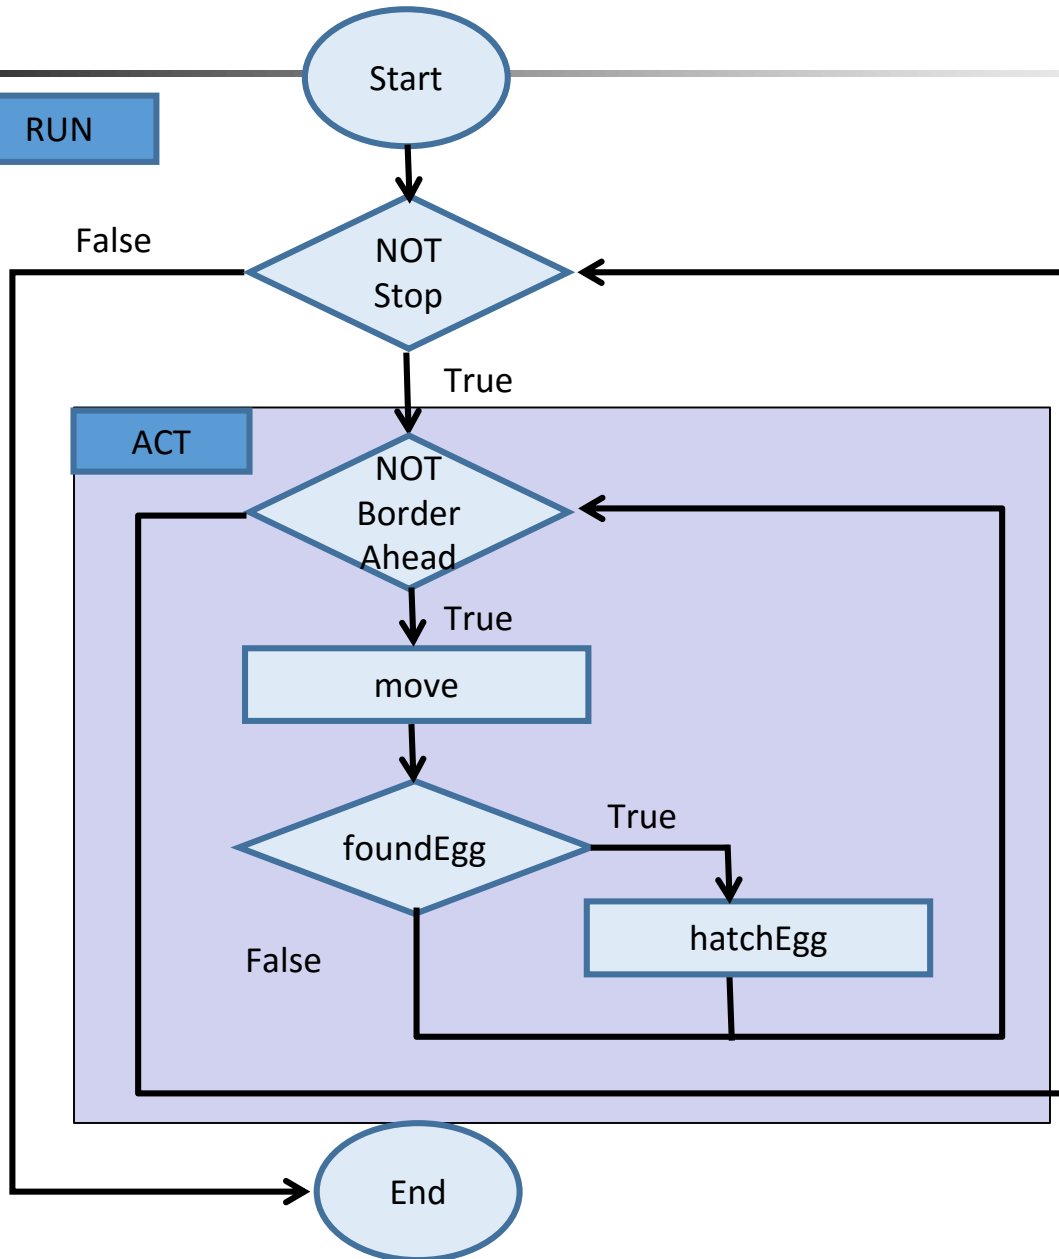 Start
RUN
False
NOT
Stop
True
ACT
NOT
Border
Ahead
True
move
True
foundEgg
hatchEgg
False
End